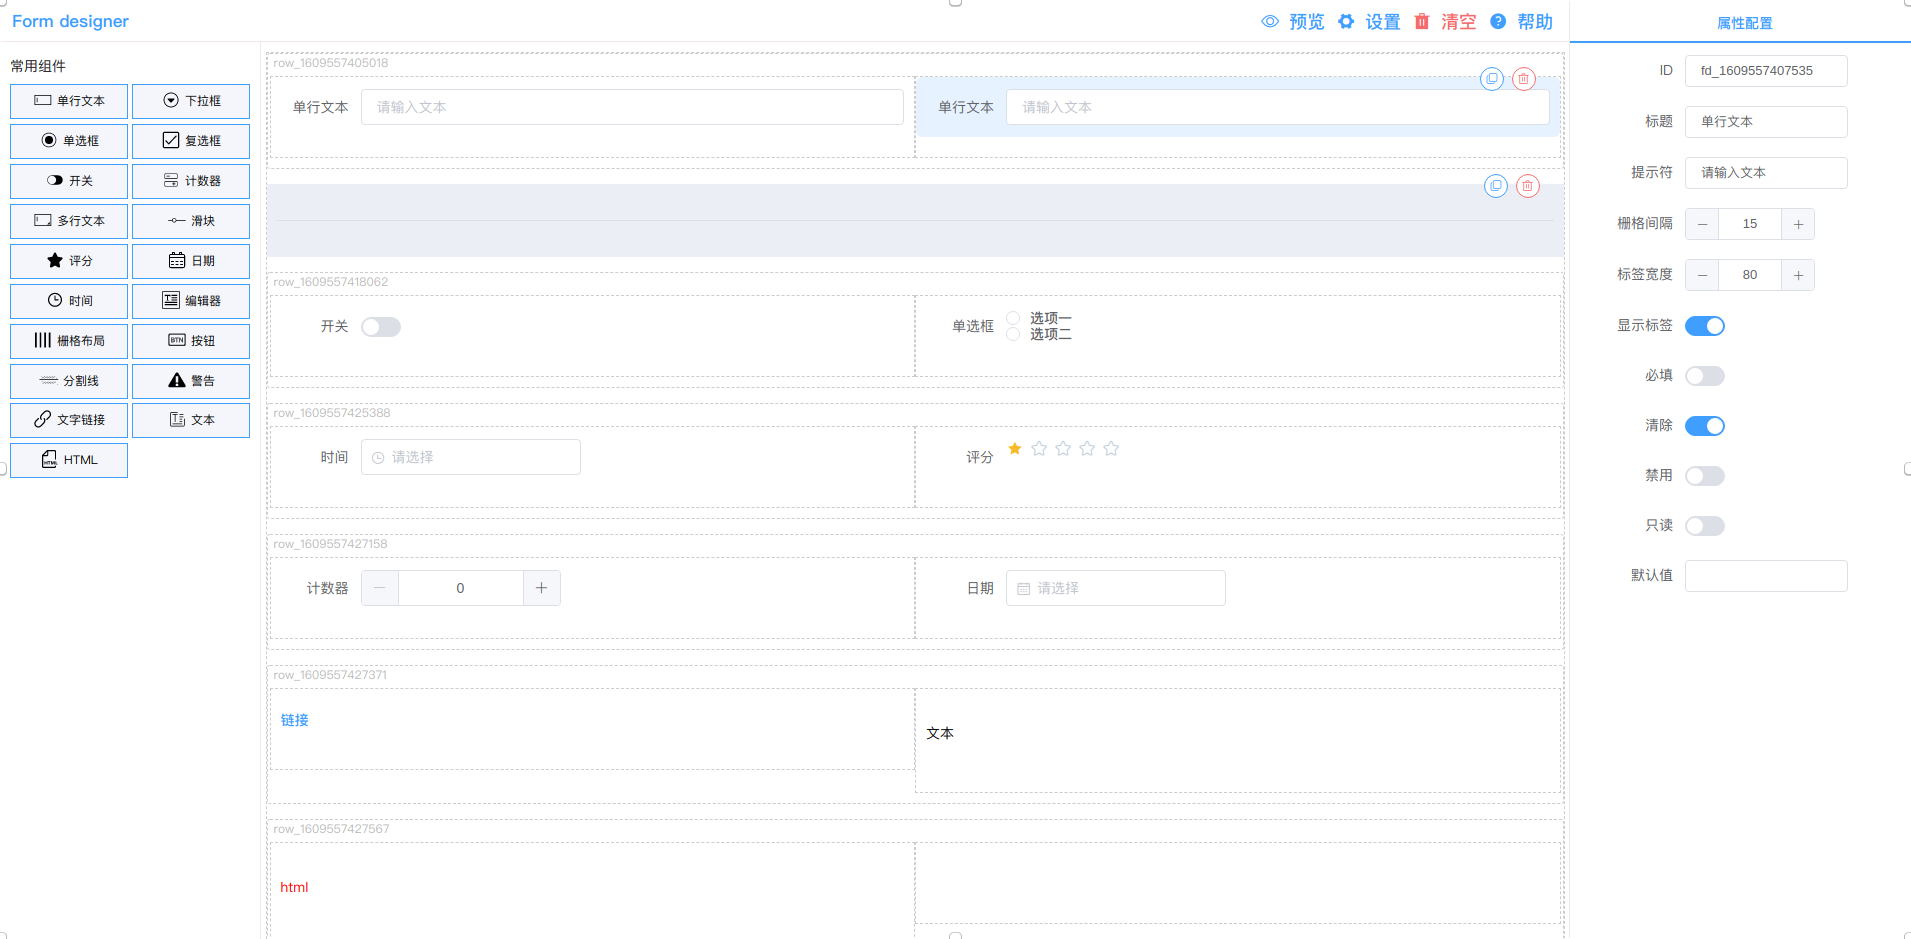 Form designer
预览 设置 清空 帮助
属性配置
常用组件
单行文本 下拉框
单选框 复选框
开关 计数器
多行文本 滑块
评分 日期
时间 编辑器
栅格布局 BTN 按钮
分割线 警告
文字链接 文本
HTML HTML
row_1609557405018
单行文本 请输入文本 单行文本 请输入文本
row_1609557418062
开关 单选框 选项一
选项二
row_1609557425388
时间 请选择 评分
row_1609557427158
计数器 0 日期 请选择
row_1609557427371
链接
文本
row_1609557427567
html
ID fd_1609557407535
标题 单行文本
提示符 请输入文本
栅格间隔 15
标签宽度 80
显示标签
必填
清除
禁用
只读
默认值